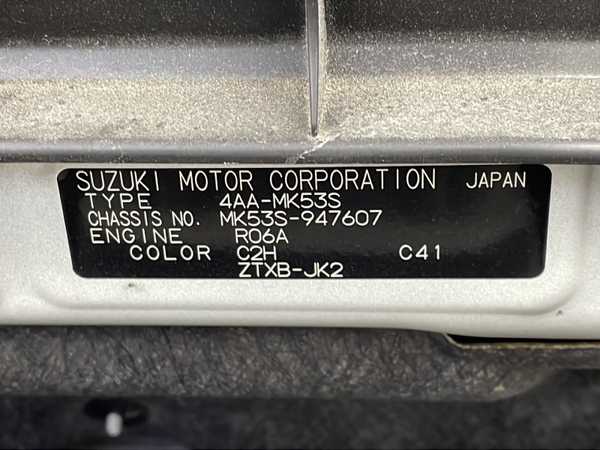 SUZUKI MOTOR CORPORATION JAPAN
TYPE 4AA-MK53S
CHASSIS NO. MK53S-947607
ENGINE R06A
COLOR C2H C41
ZTXB-JK2